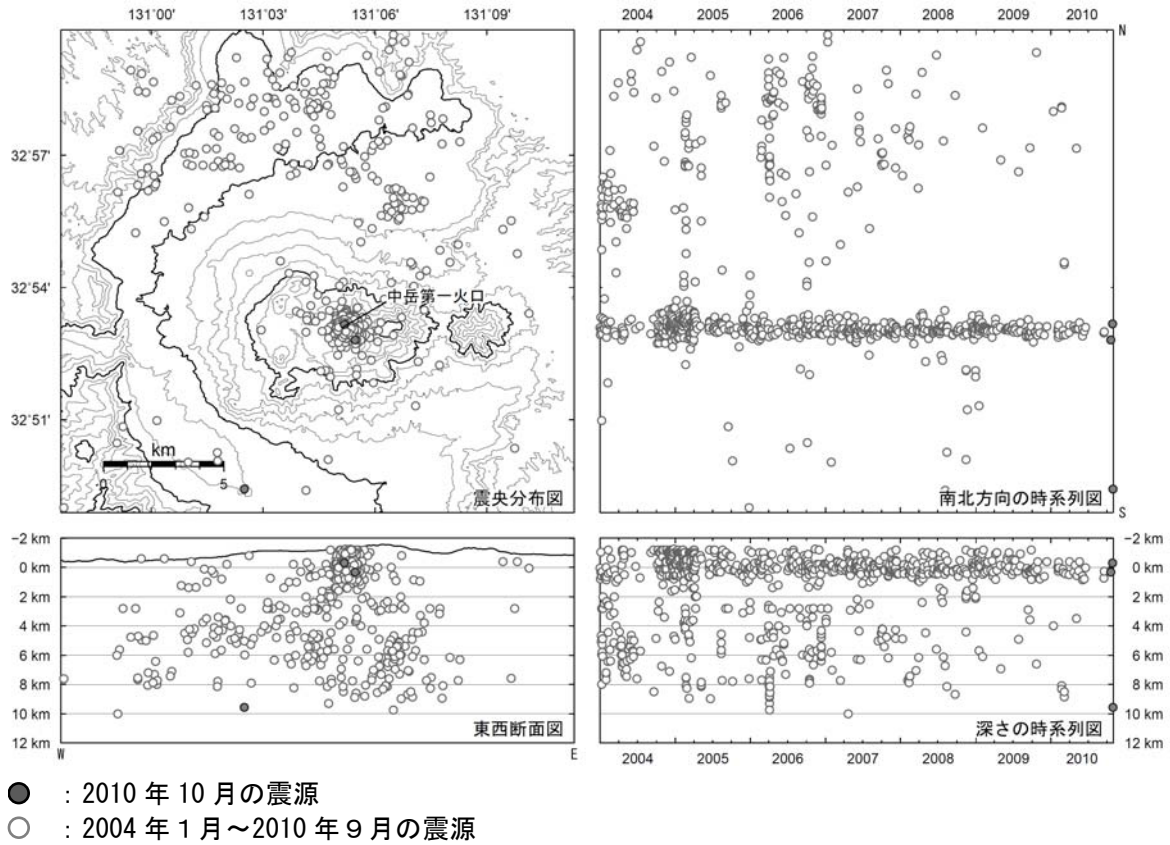 131°00' 131°03' 131°06' 131°09'
2004 2005 2006 2007 2008 2009 2010
N
32°57'
32°54'
32°51'
中岳第一火口
km
0 5
震央分布図
南北方向の時系列図
S
-2 km
0 km
2 km
4 km
6 km
8 km
10 km
12 km
東西断面図
W E
深さの時系列図
-2 km
0 km
2 km
4 km
6 km
8 km
10 km
12 km
2004 2005 2006 2007 2008 2009 2010
● : 2010 年 10 月の震源
○ : 2004 年 1 月~2010 年9月の震源